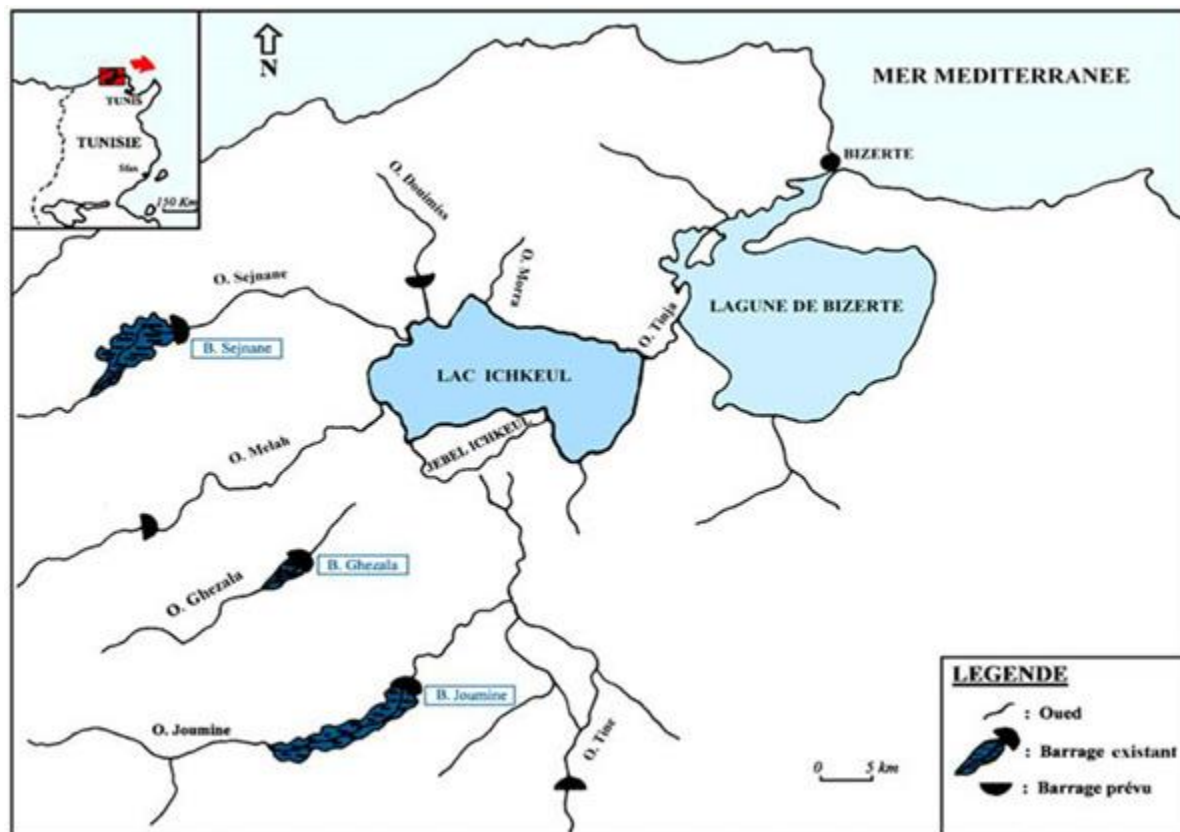 N
MER MEDITERRANEE
TUNIS
TUNISIE
Sfax
150 Km
BIZERTE
O. Douimiss
O. Morra
O. Sejnane
O. Tinja
LAGUNE DE BIZERTE
B. Sejnane
LAC ICHKEUL
JEBEL ICHKEUL
O. Melah
B. Ghezala
O. Ghezala
B. Joumine
O. Joumine
O. Tine
0 5 km
LEGENDE
: Oued
: Barrage existant
: Barrage prévu